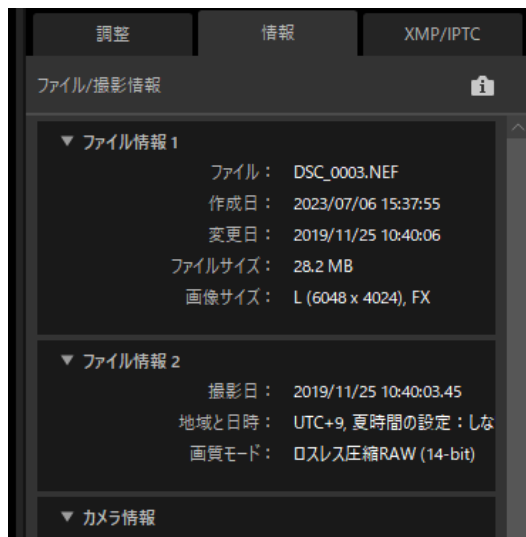 調整 情報 XMP/IPTC
ファイル/撮影情報
▼ ファイル情報 1
ファイル： DSC_0003.NEF
作成日： 2023/07/06 15:37:55
変更日： 2019/11/25 10:40:06
ファイルサイズ： 28.2 MB
画像サイズ： L (6048 x 4024), FX
▼ ファイル情報 2
撮影日： 2019/11/25 10:40:03.45
地域と日時： UTC+9, 夏時間の設定：しな
画質モード： ロスレス圧縮RAW (14-bit)
▼ カメラ情報